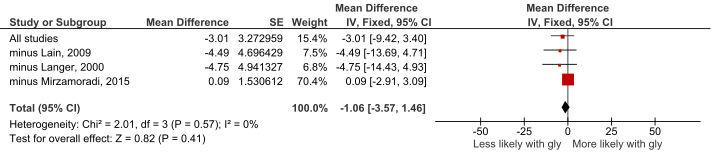 Mean Difference Mean Difference
Study or Subgroup Mean Difference SE Weight IV, Fixed, 95% CI IV, Fixed, 95% CI
All studies -3.01 3.272959 15.4% -3.01 [-9.42, 3.40]
minus Lain, 2009 -4.49 4.696429 7.5% -4.49 [-13.69, 4.71]
minus Langer, 2000 -4.75 4.941327 6.8% -4.75 [-14.43, 4.93]
minus Mirzamoradi, 2015 0.09 1.530612 70.4% 0.09 [-2.91, 3.09]
Total (95% CI) 100.0% -1.06 [-3.57, 1.46]
Heterogeneity: Chi² = 2.01, df = 3 (P = 0.57); I² = 0%
Test for overall effect: Z = 0.82 (P = 0.41)
-50 -25 0 25 50
Less likely with gly More likely with gly